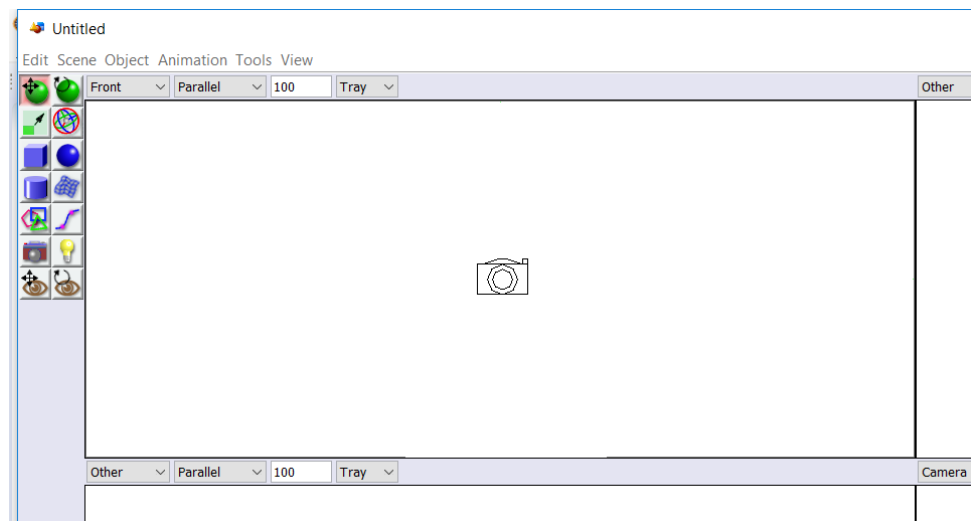 Untitled
Edit Scene Object Animation Tools View
Front Parallel 100 Tray Other
Other Parallel 100 Tray Camera